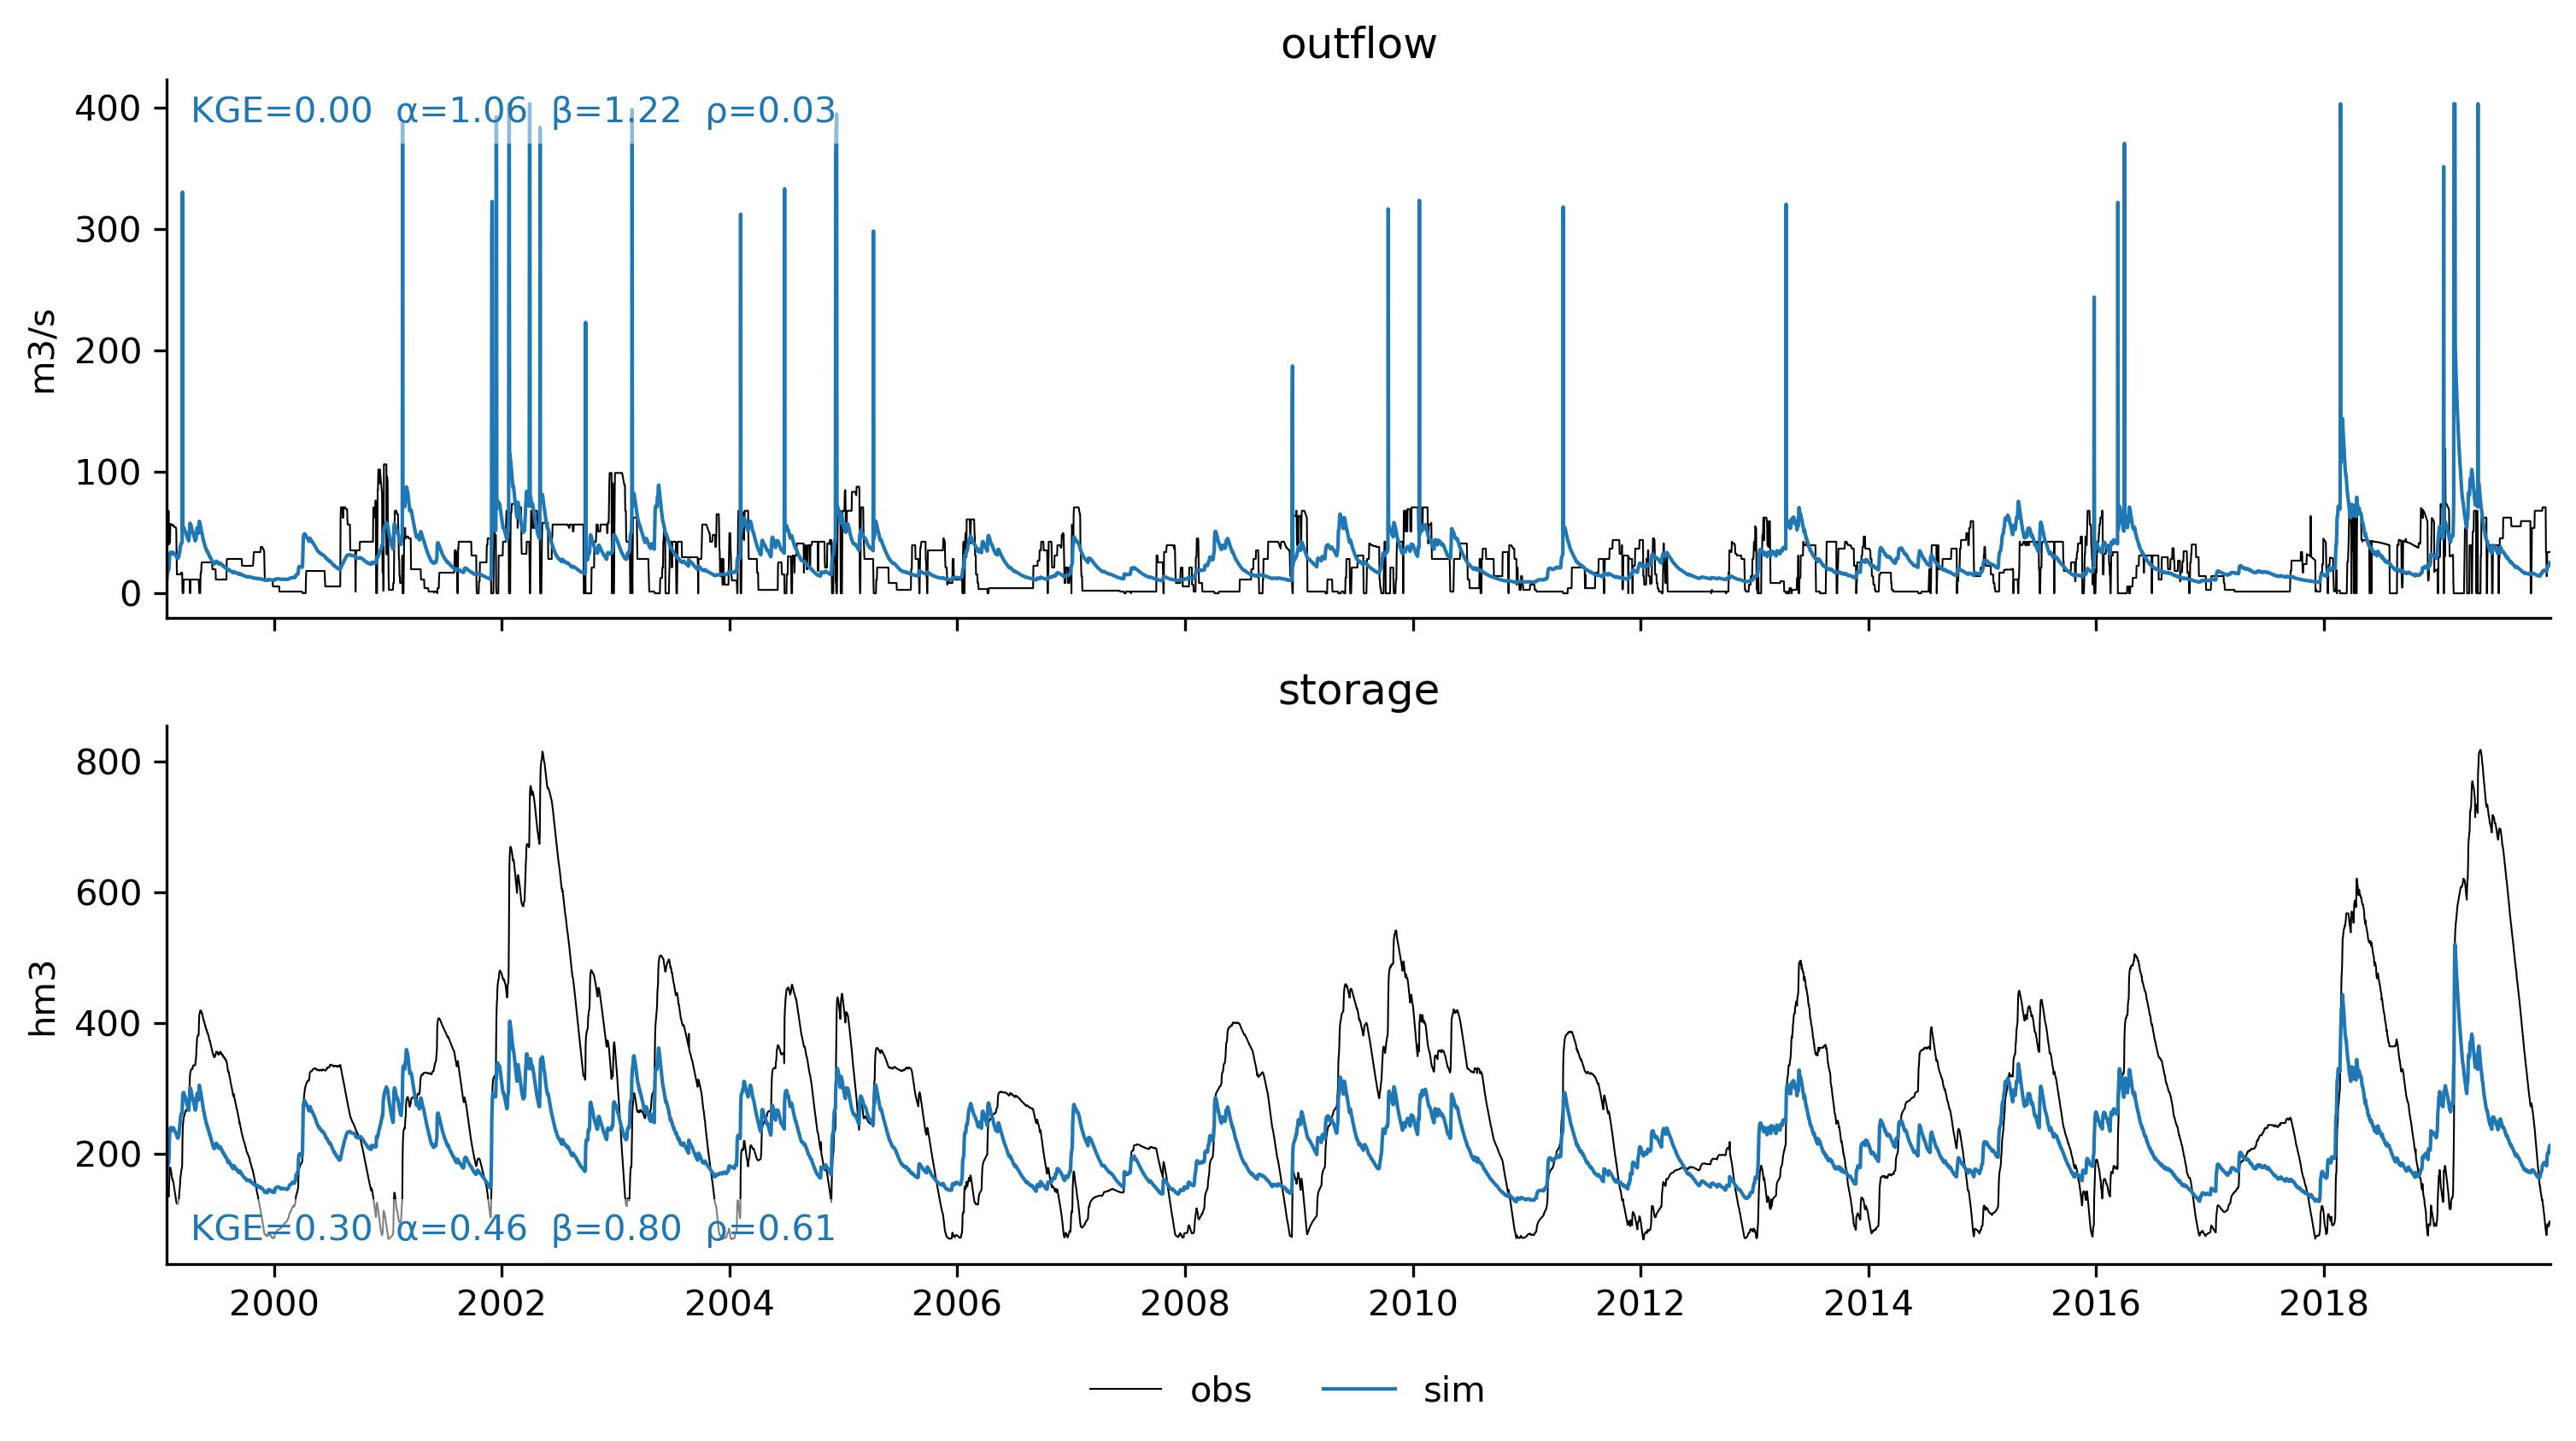 outflow
KGE=0.00 α=1.06 β=1.22 ρ=0.03
400
300
200
100
0
m3/s
storage
800
600
400
200
hm3
KGE=0.30 α=0.46 β=0.80 ρ=0.61
2000 2002 2004 2006 2008 2010 2012 2014 2016 2018
obs sim